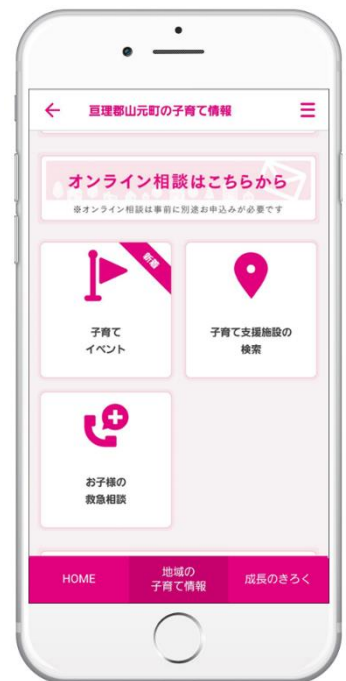 亘理郡山元町の子育て情報
オンライン相談はこちらから
※オンライン相談は事前に別途お申込みが必要です
新着
子育て
イベント
子育て支援施設の
検索
お子様の
救急相談
HOME
地域の
子育て情報
成長のきろく